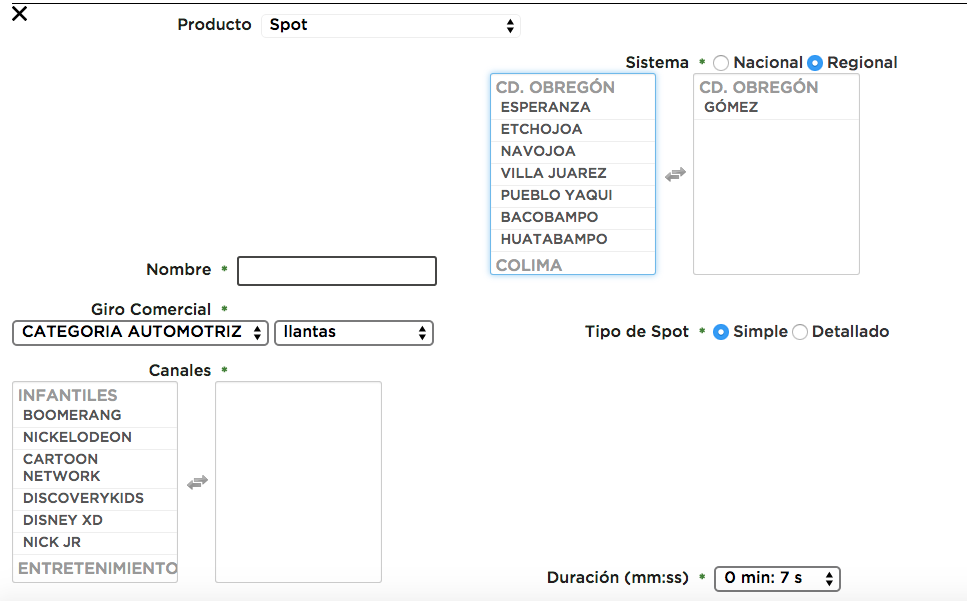 Producto Spot
Sistema * Nacional Regional
CD. OBREGÓN
ESPERANZA
ETCHOJOA
NAVOJOA
VILLA JUAREZ
PUEBLO YAQUI
BACOBAMPO
HUATABAMPO
COLIMA
CD. OBREGÓN
GÓMEZ
Nombre *
Giro Comercial *
CATEGORIA AUTOMOTRIZ llantas
Tipo de Spot * Simple Detallado
Canales *
INFANTILES
BOOMERANG
NICKELODEON
CARTOON
NETWORK
DISCOVERYKIDS
DISNEY XD
NICK JR
ENTRETENIMIENTO
Duración (mm:ss) * 0 min: 7 s